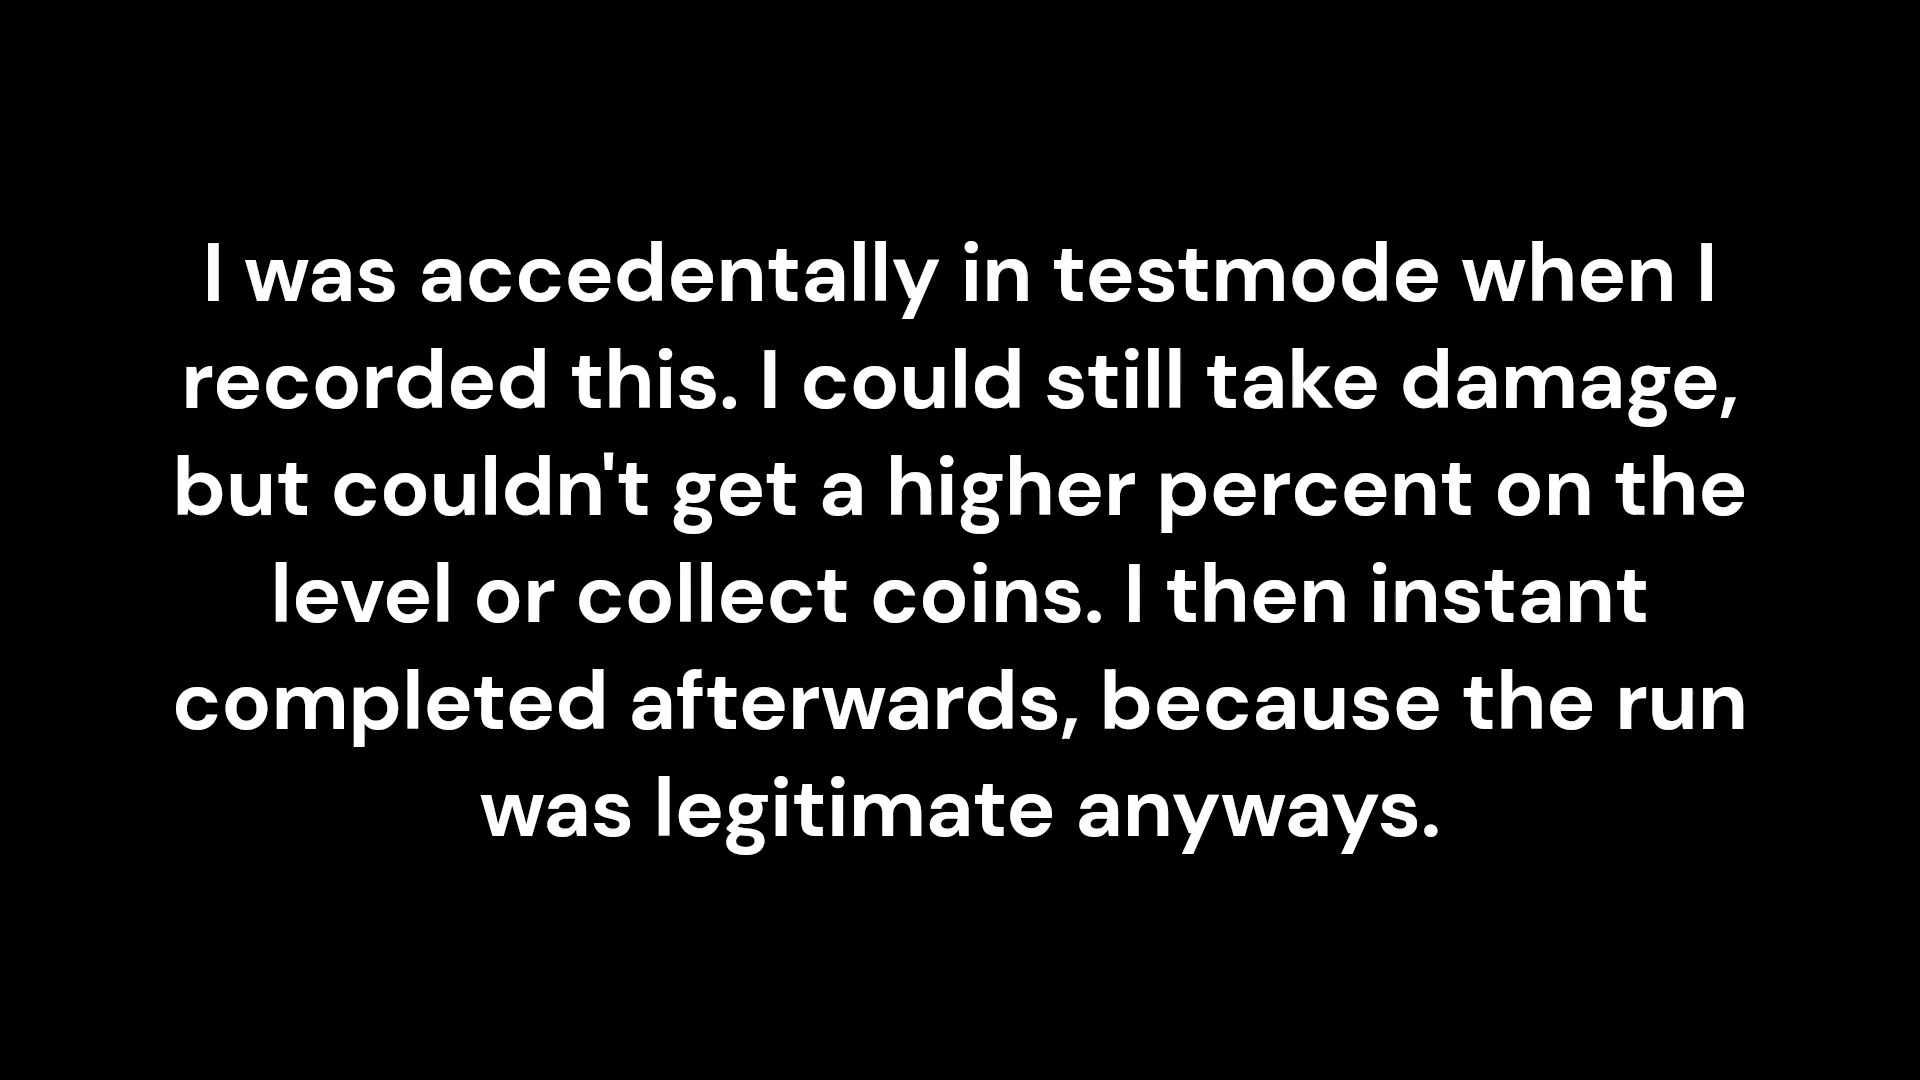 I was accedentally in testmode when I
recorded this. I could still take damage,
but couldn't get a higher percent on the
level or collect coins. I then instant
completed afterwards, because the run
was legitimate anyways.